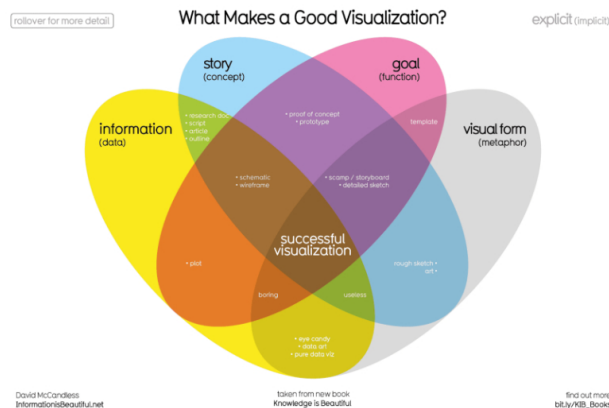 What Makes a Good Visualization?
rollover for more detail
explicit (implicit)
story
(concept)
goal
(function)
information
(data)
visual form
(metaphor)
• research doc
• script
• article
• outline
• proof of concept
• prototype
template
• schematic
• wireframe
• scamp / storyboard
• detailed sketch
successful
visualization
• plot
rough sketch •
art •
boring
useless
• eye candy
• data art
• pure data viz
David McCandless
InformationisBeautiful.net
taken from new book
Knowledge is Beautiful
find out more
bit.ly/KIB_Books